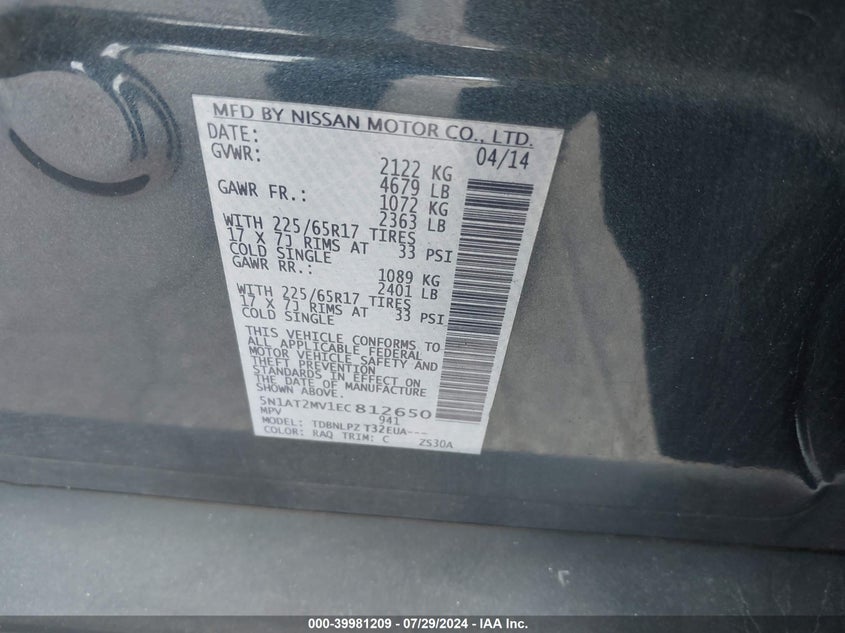 MFD BY NISSAN MOTOR CO., LTD.
DATE: 04/14
GVWR: 2122 KG
4679 LB
GAWR FR.: 1072 KG
2363 LB
WITH 225/65R17 TIRES
17 X 7J RIMS AT 33 PSI
COLD SINGLE
GAWR RR.: 1089 KG
2401 LB
WITH 225/65R17 TIRES
17 X 7J RIMS AT 33 PSI
COLD SINGLE
THIS VEHICLE CONFORMS TO
ALL APPLICABLE FEDERAL
MOTOR VEHICLE SAFETY AND
THEFT PREVENTION
STANDARDS IN EFFECT ON
THE DATE OF MANUFACTURE
SHOWN ABOVE.
5N1AT2MV1EC812650
MPV 941
MODEL: TDBNLPZ T32EUA---
COLOR: RAQ TRIM: C ZS30A
000-39981209 - 07/29/2024 - IAA Inc.